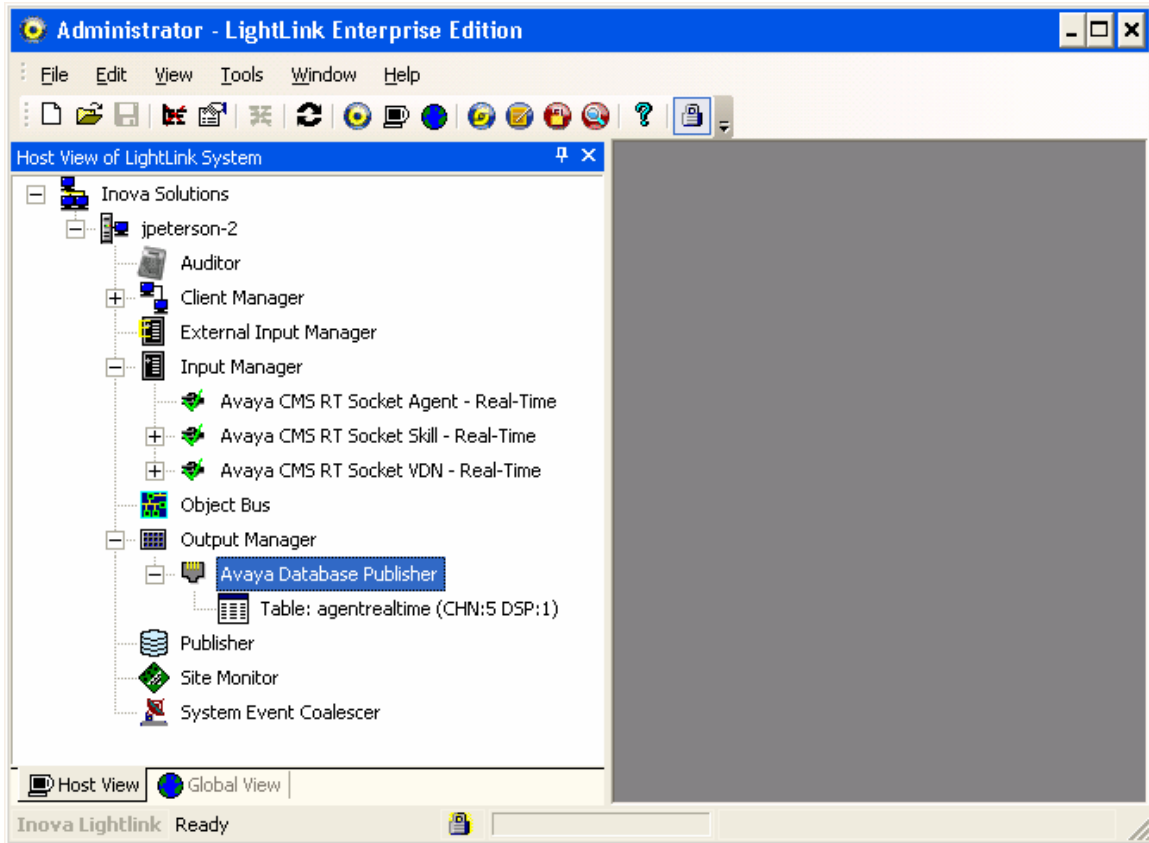 Administrator - LightLink Enterprise Edition
File Edit View Tools Window Help
Host View of LightLink System
Inova Solutions
jpeterson-2
Auditor
Client Manager
External Input Manager
Input Manager
Avaya CMS RT Socket Agent - Real-Time
Avaya CMS RT Socket Skill - Real-Time
Avaya CMS RT Socket VDN - Real-Time
Object Bus
Output Manager
Avaya Database Publisher
Table: agentrealtime (CHN:5 DSP:1)
Publisher
Site Monitor
System Event Coalescer
Host View Global View
Inova Lightlink Ready